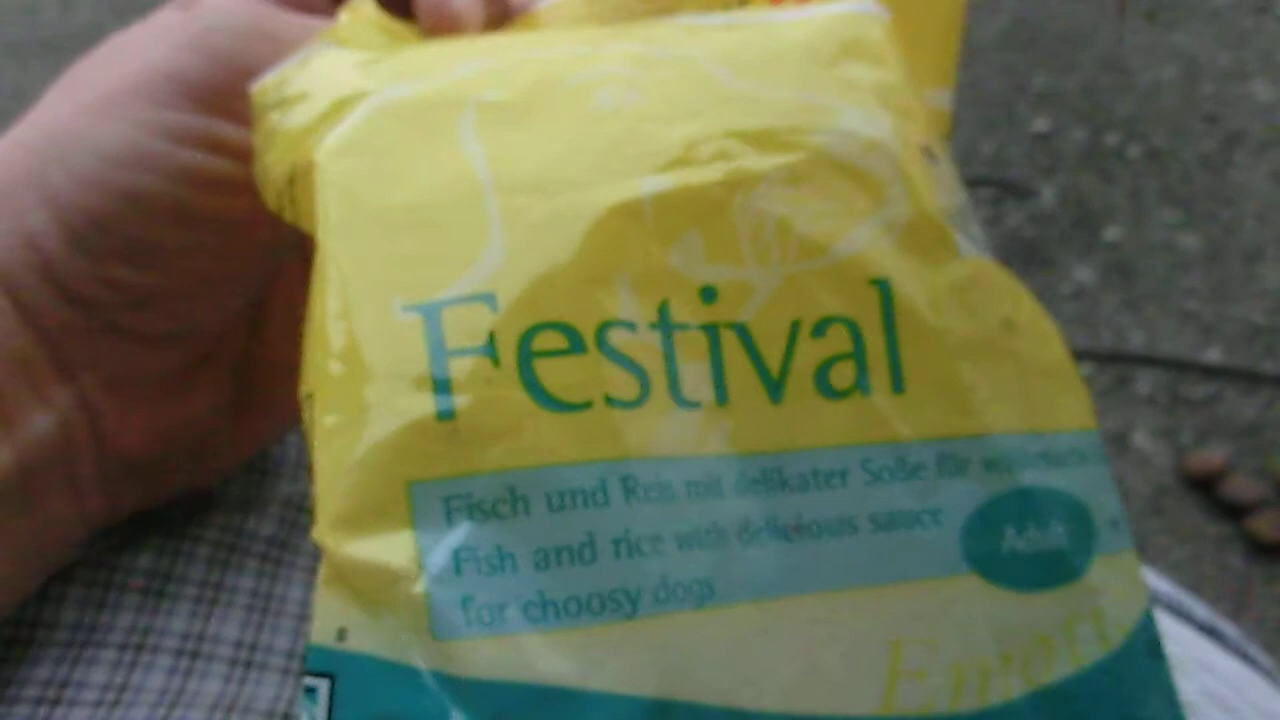 Festival
Fisch und Reis mit delikater Soße für
Fish and rice with delicious sauce
for choosy dogs
Adult